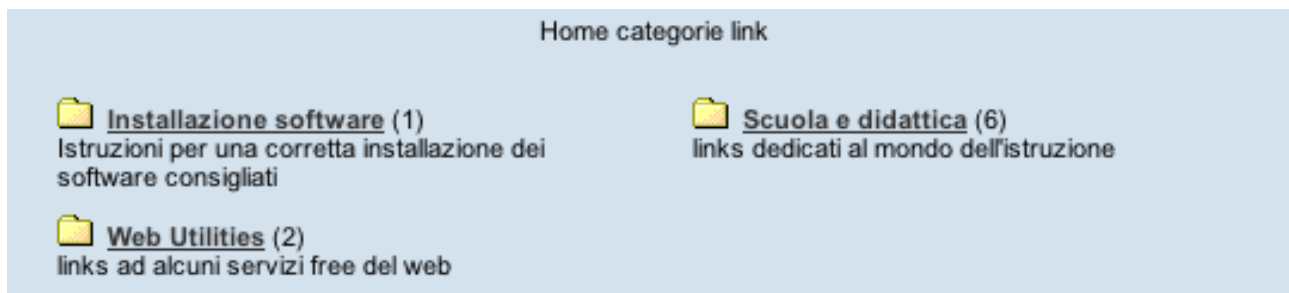 Home categorie link
Installazione software (1)
Istruzioni per una corretta installazione dei
software consigliati
Scuola e didattica (6)
links dedicati al mondo dell'istruzione
Web Utilities (2)
links ad alcuni servizi free del web